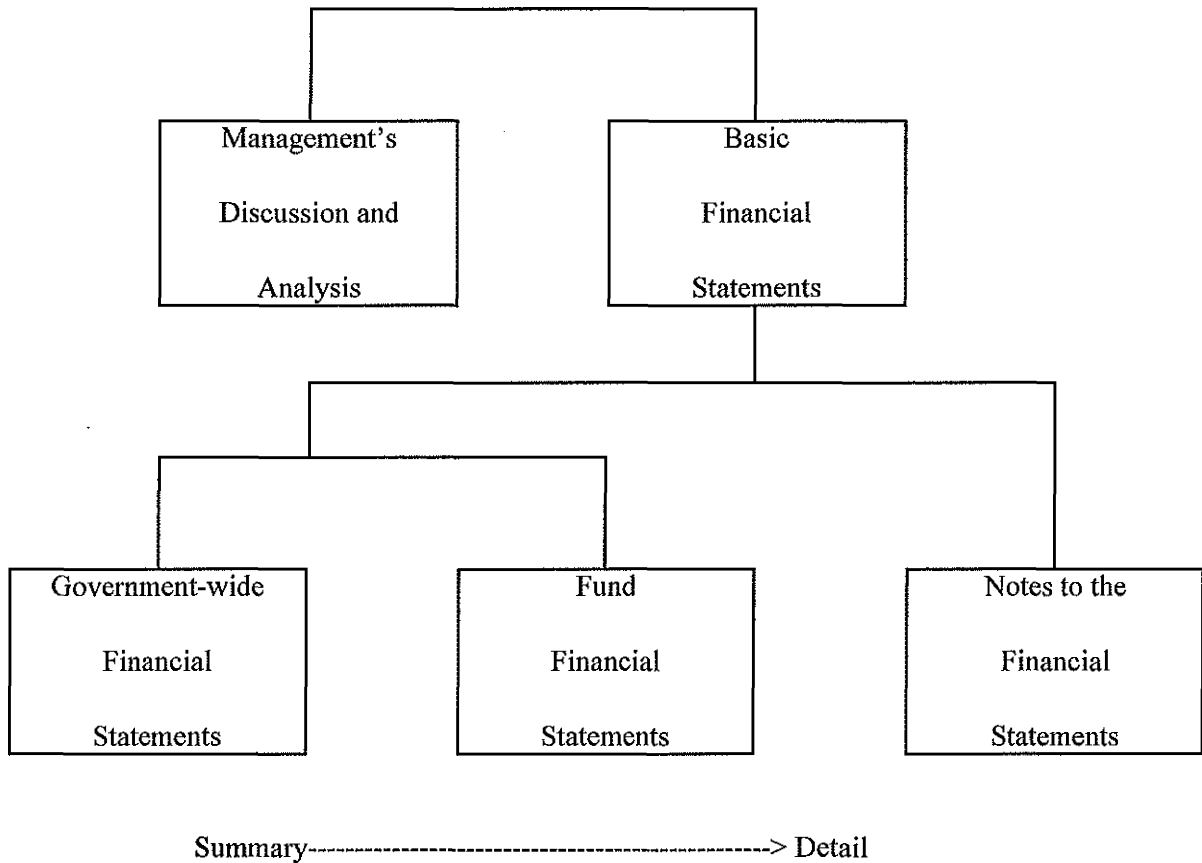 Management’s
Discussion and
Analysis
Basic
Financial
Statements
Government-wide
Financial
Statements
Fund
Financial
Statements
Notes to the
Financial
Statements
Summary----------------------------------------------> Detail